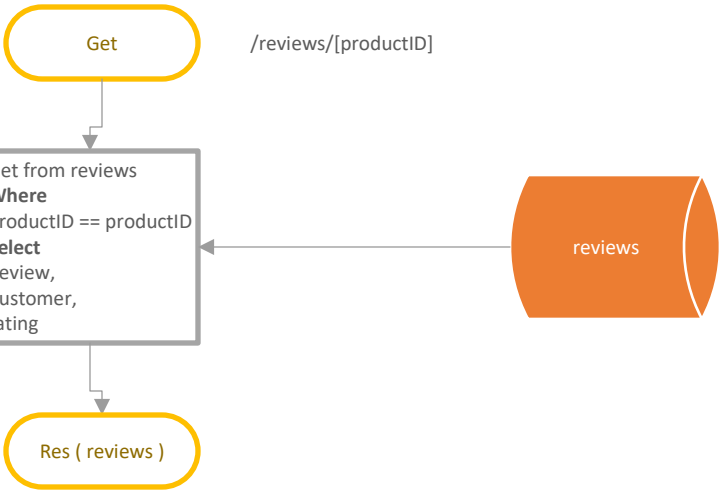 Get
/reviews/[productID]
et from reviews
Where
roductID == productID
elect
eview,
ustomer,
ating
reviews
Res ( reviews )